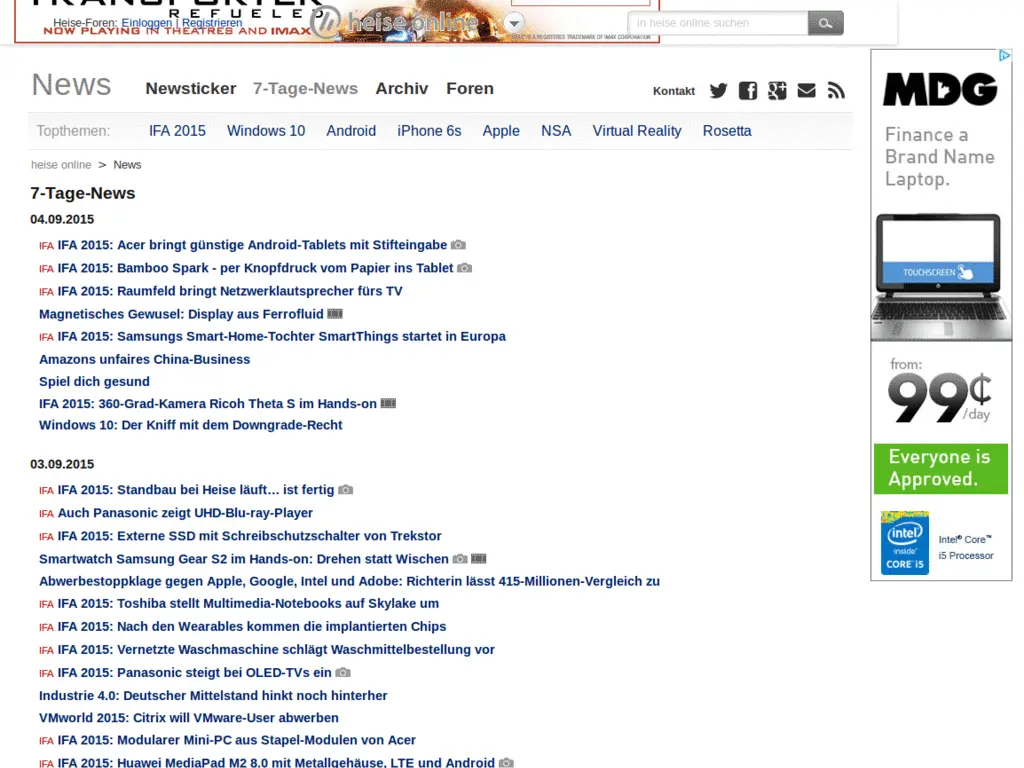 TRANSPORTER
REFUELED
NOW PLAYING IN THEATRES AND IMAX
IMAX® IS A REGISTERED TRADEMARK OF IMAX CORPORATION
Heise-Foren: Einloggen | Registrieren
heise online
in heise online suchen
News
Newsticker 7-Tage-News Archiv Foren
Kontakt
Topthemen: IFA 2015 Windows 10 Android iPhone 6s Apple NSA Virtual Reality Rosetta
heise online > News
7-Tage-News
04.09.2015
IFA IFA 2015: Acer bringt günstige Android-Tablets mit Stifteingabe
IFA IFA 2015: Bamboo Spark - per Knopfdruck vom Papier ins Tablet
IFA IFA 2015: Raumfeld bringt Netzwerklautsprecher fürs TV
Magnetisches Gewusel: Display aus Ferrofluid
IFA IFA 2015: Samsungs Smart-Home-Tochter SmartThings startet in Europa
Amazons unfaires China-Business
Spiel dich gesund
IFA 2015: 360-Grad-Kamera Ricoh Theta S im Hands-on
Windows 10: Der Kniff mit dem Downgrade-Recht
03.09.2015
IFA IFA 2015: Standbau bei Heise läuft… ist fertig
IFA Auch Panasonic zeigt UHD-Blu-ray-Player
IFA IFA 2015: Externe SSD mit Schreibschutzschalter von Trekstor
Smartwatch Samsung Gear S2 im Hands-on: Drehen statt Wischen
Abwerbestoppklage gegen Apple, Google, Intel und Adobe: Richterin lässt 415-Millionen-Vergleich zu
IFA IFA 2015: Toshiba stellt Multimedia-Notebooks auf Skylake um
IFA IFA 2015: Nach den Wearables kommen die implantierten Chips
IFA IFA 2015: Vernetzte Waschmaschine schlägt Waschmittelbestellung vor
IFA IFA 2015: Panasonic steigt bei OLED-TVs ein
Industrie 4.0: Deutscher Mittelstand hinkt noch hinterher
VMworld 2015: Citrix will VMware-User abwerben
IFA IFA 2015: Modularer Mini-PC aus Stapel-Modulen von Acer
IFA IFA 2015: Huawei MediaPad M2 8.0 mit Metallgehäuse, LTE und Android
MDG
Finance a
Brand Name
Laptop.
TOUCHSCREEN
from:
99¢
/day
Everyone is
Approved.
intel
inside
CORE i5
Intel® Core™
i5 Processor